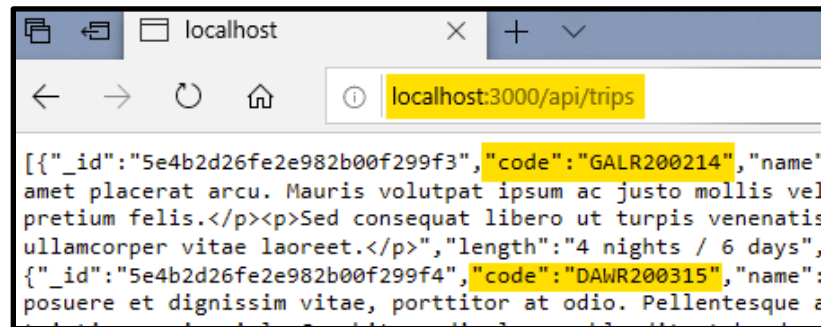 localhost
localhost:3000/api/trips
[{"_id":"5e4b2d26fe2e982b00f299f3","code":"GALR200214","name"
amet placerat arcu. Mauris volutpat ipsum ac justo mollis vel
pretium felis.</p><p>Sed consequat libero ut turpis venenatis
ullamcorper vitae laoreet.</p>","length":"4 nights / 6 days",
{"_id":"5e4b2d26fe2e982b00f299f4","code":"DAWR200315","name":
posuere et dignissim vitae, porttitor at odio. Pellentesque a